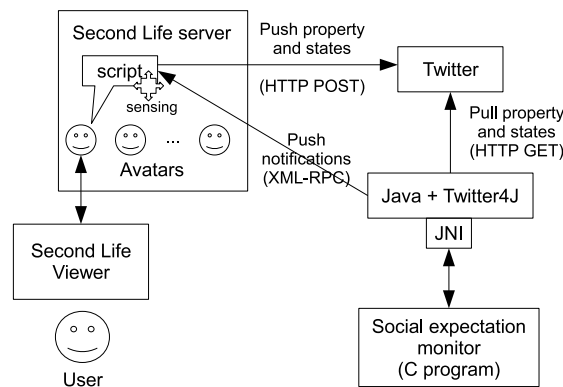 Second Life server
script
sensing
...
Avatars
Push property
and states
(HTTP POST)
Twitter
Push
notifications
(XML-RPC)
Pull property
and states
(HTTP GET)
Java + Twitter4J
JNI
Second Life
Viewer
User
Social expectation
monitor
(C program)